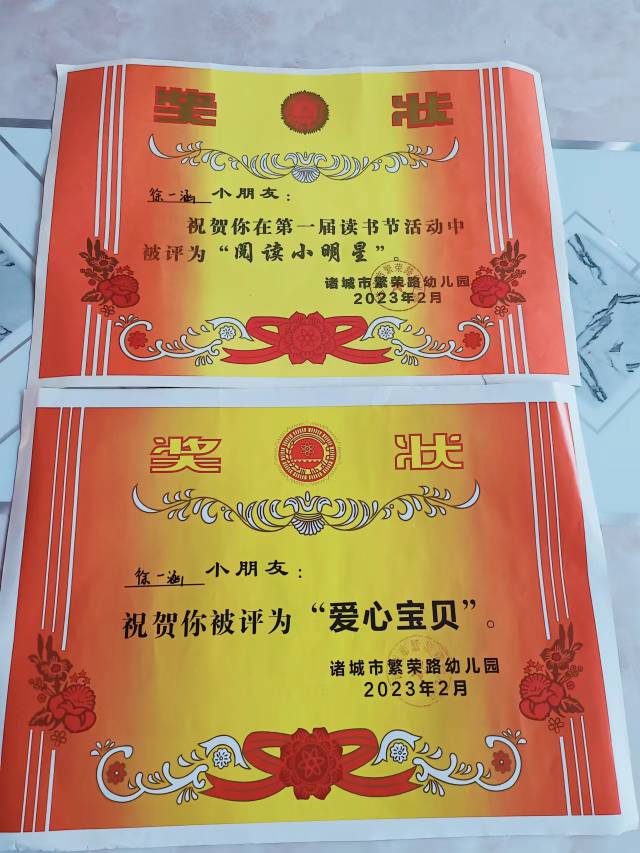 奖 状
徐一涵 小朋友：
祝贺你在第一届读书节活动中
被评为“阅读小明星”。
诸城市繁荣路幼儿园
2023年2月
奖 状
徐一涵 小朋友：
祝贺你被评为“爱心宝贝”。
诸城市繁荣路幼儿园
2023年2月